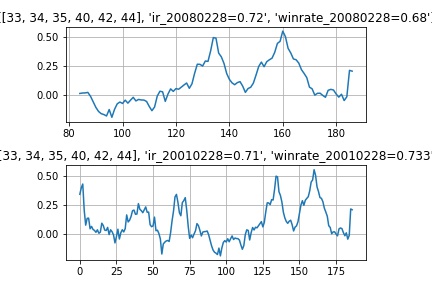 [33, 34, 35, 40, 42, 44], 'ir_20080228=0.72', 'winrate_20080228=0.68'
0.50
0.25
0.00
80 100 120 140 160 180
[33, 34, 35, 40, 42, 44], 'ir_20010228=0.71', 'winrate_20010228=0.733'
0.50
0.25
0.00
0 25 50 75 100 125 150 175